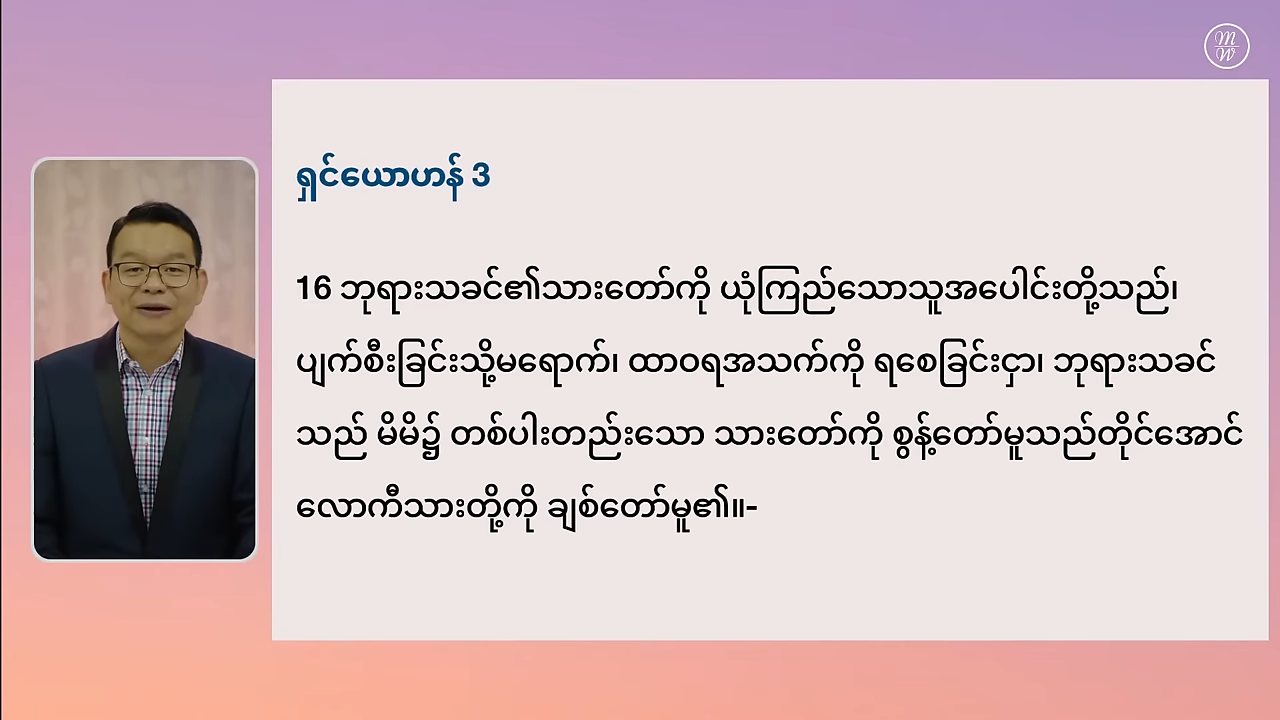 M
W
ရှင်ယောဟန် 3
16 ဘုရားသခင်၏သားတော်ကို ယုံကြည်သောသူအပေါင်းတို့သည်၊
ပျက်စီးခြင်းသို့မရောက်၊ ထာဝရအသက်ကို ရစေခြင်းငှာ၊ ဘုရားသခင်
သည် မိမိ၌ တစ်ပါးတည်းသော သားတော်ကို စွန့်တော်မူသည်တိုင်အောင်
လောကီသားတို့ကို ချစ်တော်မူ၏။-